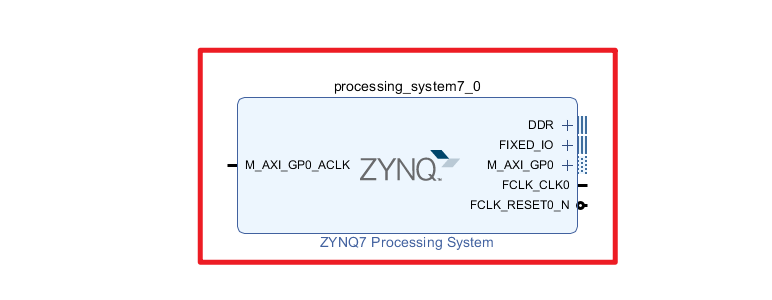 processing_system7_0
DDR
FIXED_IO
M_AXI_GP0_ACLK
ZYNQ
M_AXI_GP0
FCLK_CLK0
FCLK_RESET0_N
ZYNQ7 Processing System